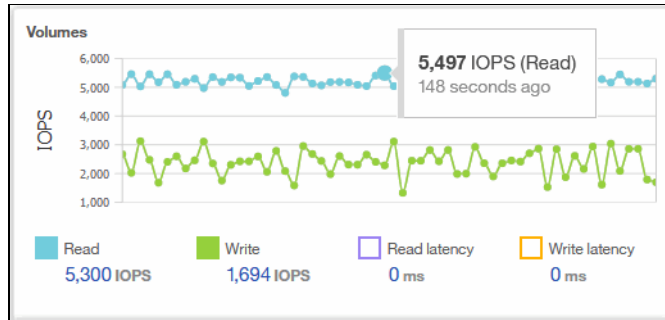 Volumes
6,000
5,000
4,000
3,000
2,000
1,000
IOPS
5,497 IOPS (Read)
148 seconds ago
Read
5,300 IOPS
Write
1,694 IOPS
Read latency
0 ms
Write latency
0 ms